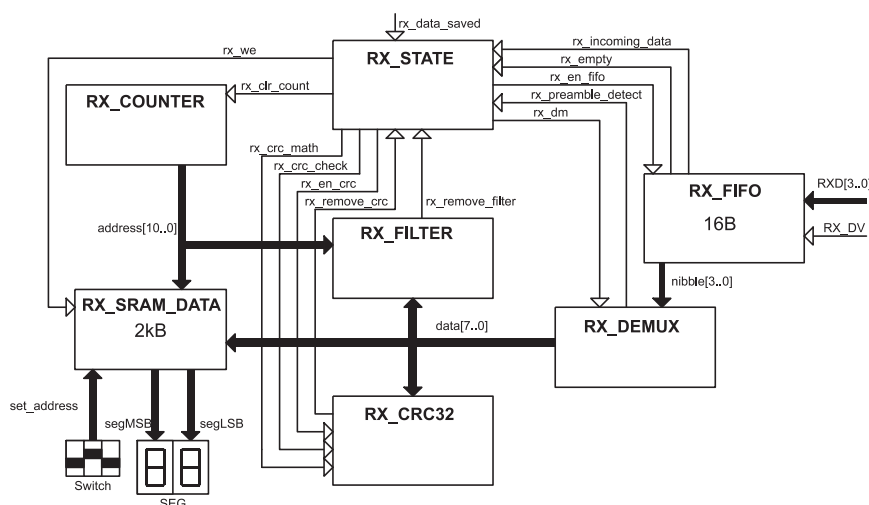 rx_data_saved
rx_we
RX_STATE
rx_incoming_data
rx_empty
rx_en_fifo
rx_clr_count
rx_preamble_detect
rx_dm
RX_COUNTER
rx_crc_math
rx_crc_check
rx_en_crc
rx_remove_crc
rx_remove_filter
RX_FIFO
16B
RXD[3..0]
RX_DV
address[10..0]
RX_FILTER
nibble[3..0]
RX_SRAM_DATA
2kB
data[7..0]
RX_DEMUX
set_address
segMSB
segLSB
RX_CRC32
Switch
SEG